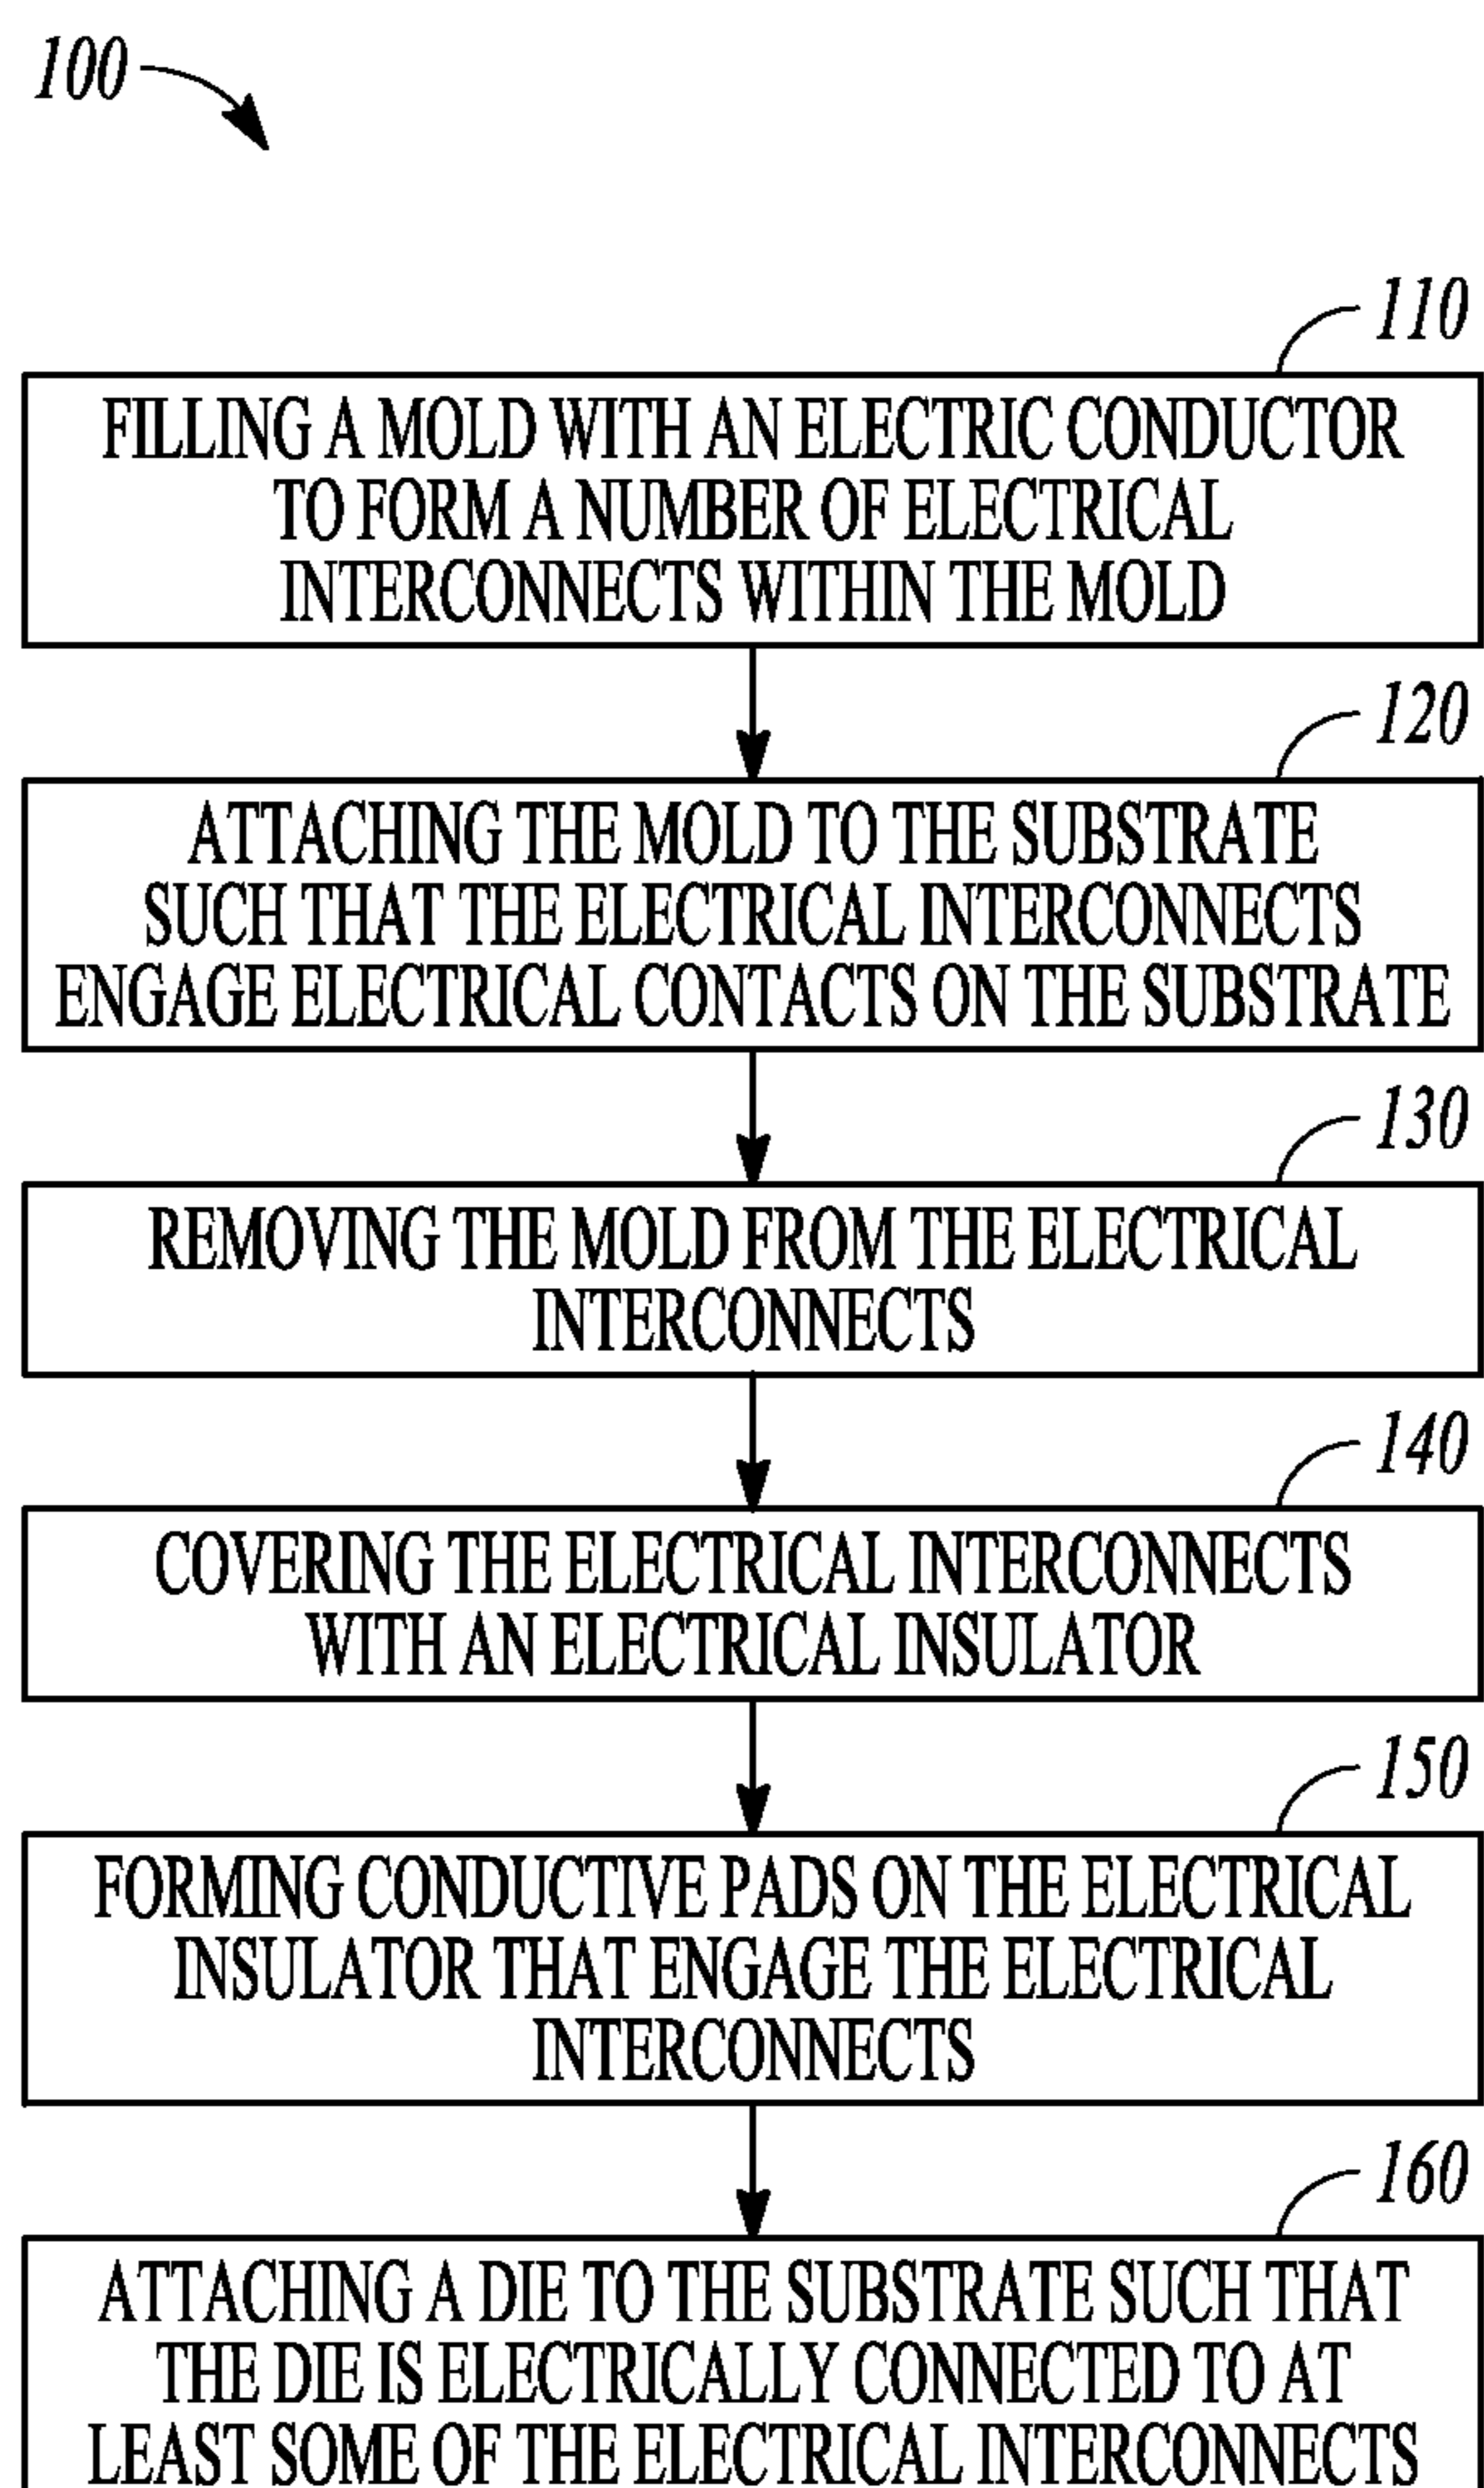 100
110
FILLING A MOLD WITH AN ELECTRIC CONDUCTOR
TO FORM A NUMBER OF ELECTRICAL
INTERCONNECTS WITHIN THE MOLD
120
ATTACHING THE MOLD TO THE SUBSTRATE
SUCH THAT THE ELECTRICAL INTERCONNECTS
ENGAGE ELECTRICAL CONTACTS ON THE SUBSTRATE
130
REMOVING THE MOLD FROM THE ELECTRICAL
INTERCONNECTS
140
COVERING THE ELECTRICAL INTERCONNECTS
WITH AN ELECTRICAL INSULATOR
150
FORMING CONDUCTIVE PADS ON THE ELECTRICAL
INSULATOR THAT ENGAGE THE ELECTRICAL
INTERCONNECTS
160
ATTACHING A DIE TO THE SUBSTRATE SUCH THAT
THE DIE IS ELECTRICALLY CONNECTED TO AT
LEAST SOME OF THE ELECTRICAL INTERCONNECTS